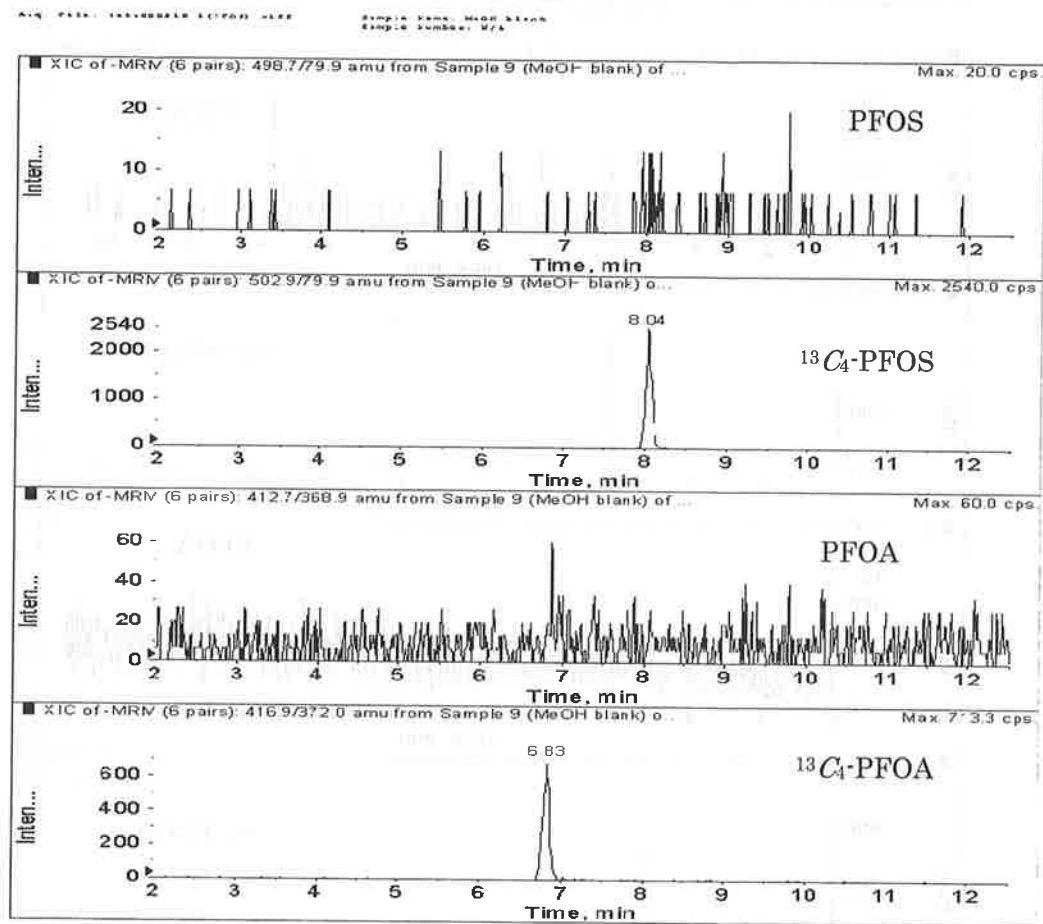 Sample Name: MeOH blank
Sample Number: N/A
XIC of -MRM (6 pairs): 498.7/79.9 amu from Sample 9 (MeOH blank) of ...
Max. 20.0 cps.
PFOS
20
10
0
Inten...
2 3 4 5 6 7 8 9 10 11 12
Time, min
XIC of -MRM (6 pairs): 502.9/79.9 amu from Sample 9 (MeOH blank) o...
Max. 2540.0 cps.
8.04
¹³C₄-PFOS
2540
2000
1000
0
Inten...
2 3 4 5 6 7 8 9 10 11 12
Time, min
XIC of -MRM (6 pairs): 412.7/368.9 amu from Sample 9 (MeOH blank) of ...
Max. 60.0 cps.
PFOA
60
40
20
0
Inten...
2 3 4 5 6 7 8 9 10 11 12
Time, min
XIC of -MRM (6 pairs): 416.9/372.0 amu from Sample 9 (MeOH blank) o...
Max. cps.
6.83
¹³C₄-PFOA
600
400
200
0
Inten...
2 3 4 5 6 7 8 9 10 11 12
Time, min